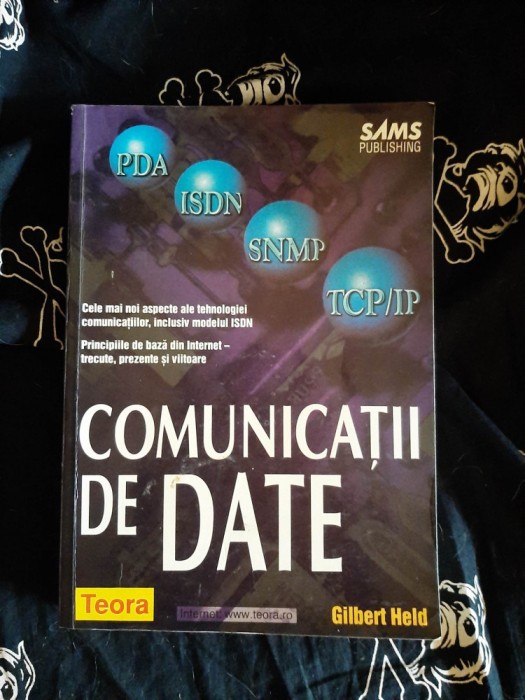 SAMS
PUBLISHING
PDA
ISDN
SNMP
TCP/IP
Cele mai noi aspecte ale tehnologiei
comunicațiilor, inclusiv modelul ISDN
Principiile de bază din Internet –
trecute, prezente și viitoare
COMUNICAȚII
DE DATE
Teora
Internet: www.teora.ro
Gilbert Held